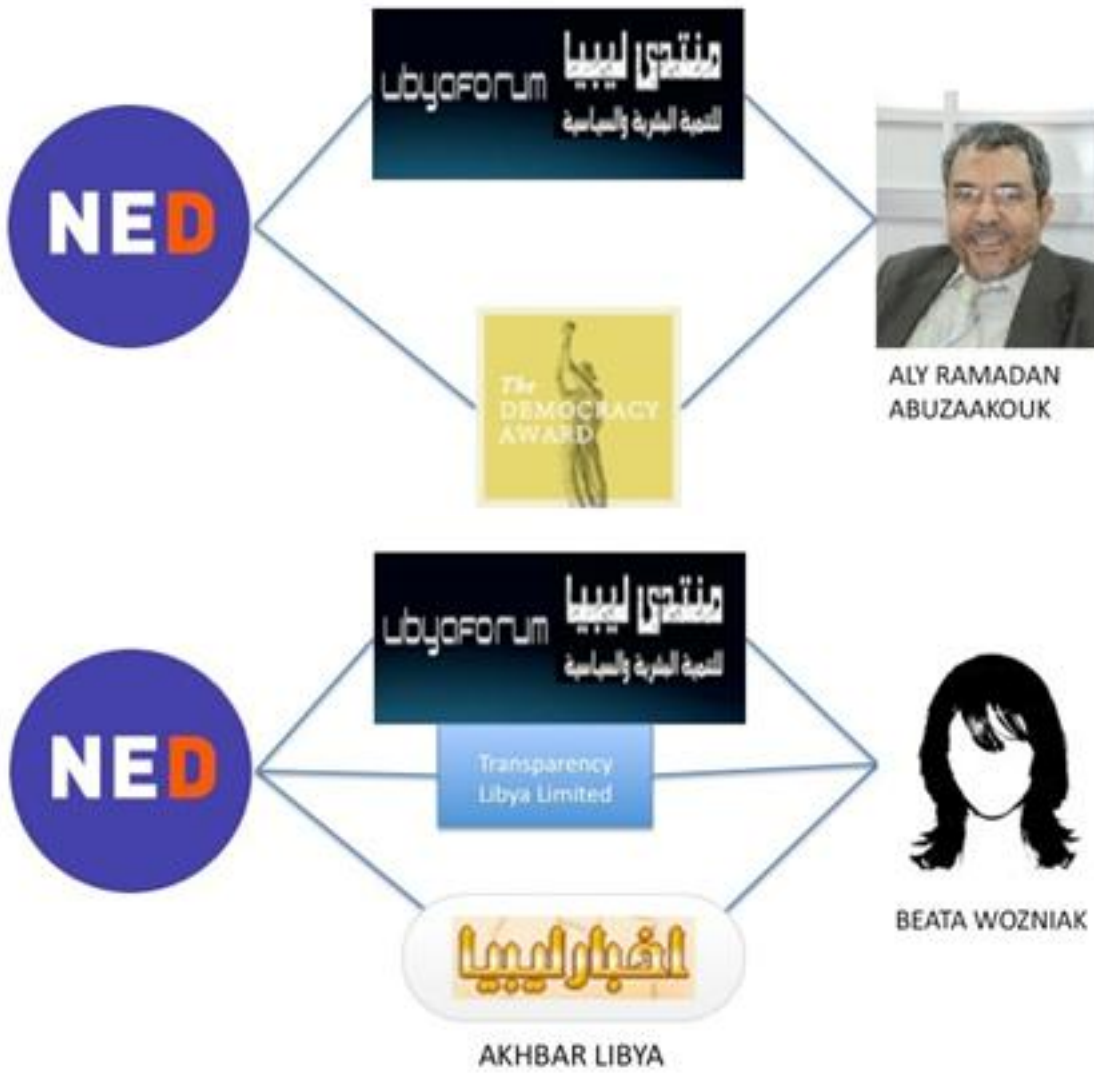 NED
libyaforum
منتدى ليبيا
للتنمية البشرية والسياسية
The
DEMOCRACY
AWARD
ALY RAMADAN
ABUZAAKOUK
NED
libyaforum
منتدى ليبيا
للتنمية البشرية والسياسية
Transparency
Libya Limited
اخبار ليبيا
AKHBAR LIBYA
BEATA WOZNIAK